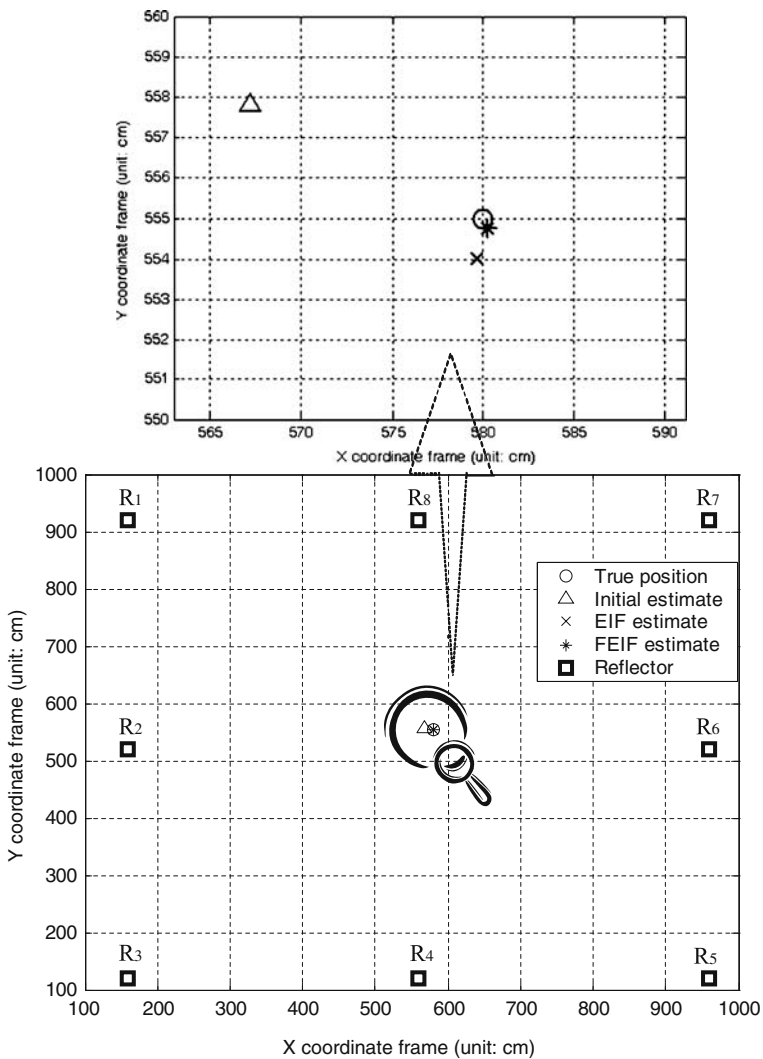 560
559
558
557
556
555
554
553
552
551
550
Y coordinate frame (unit: cm)
565 570 575 580 585 590
X coordinate frame (unit: cm)
1000
900
800
700
600
500
400
300
200
100
Y coordinate frame (unit: cm)
R1 R8 R7
True position
Initial estimate
EIF estimate
FEIF estimate
Reflector
R2 R6
R3 R4 R5
100 200 300 400 500 600 700 800 900 1000
X coordinate frame (unit: cm)